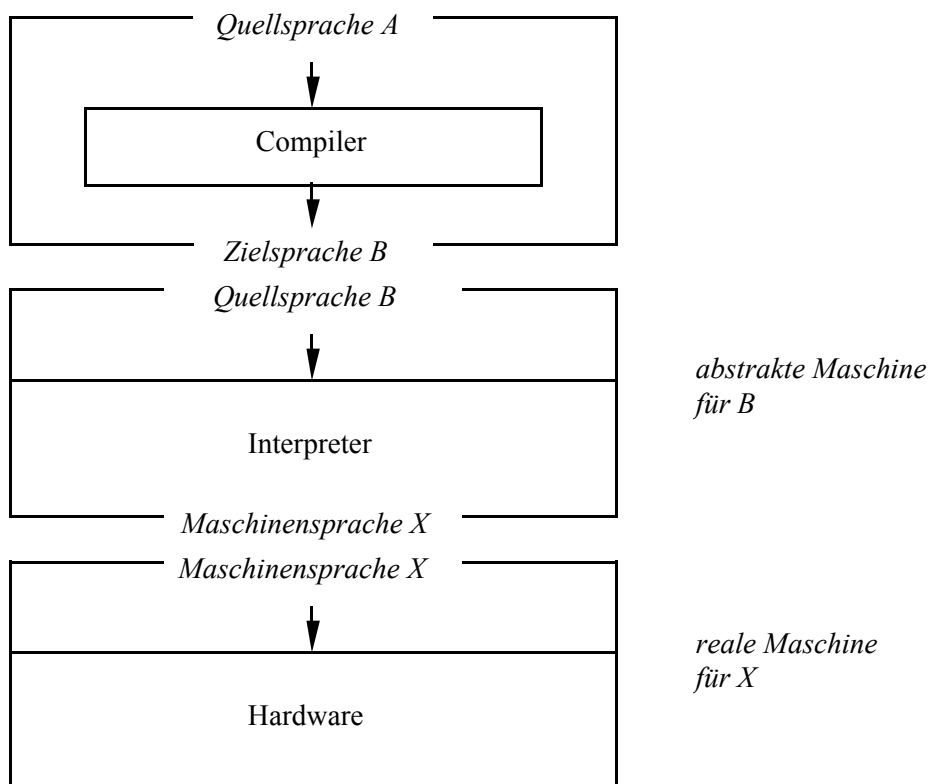 Quellsprache A
Compiler
Zielsprache B
Quellsprache B
abstrakte Maschine
für B
Interpreter
Maschinensprache X
Maschinensprache X
reale Maschine
für X
Hardware